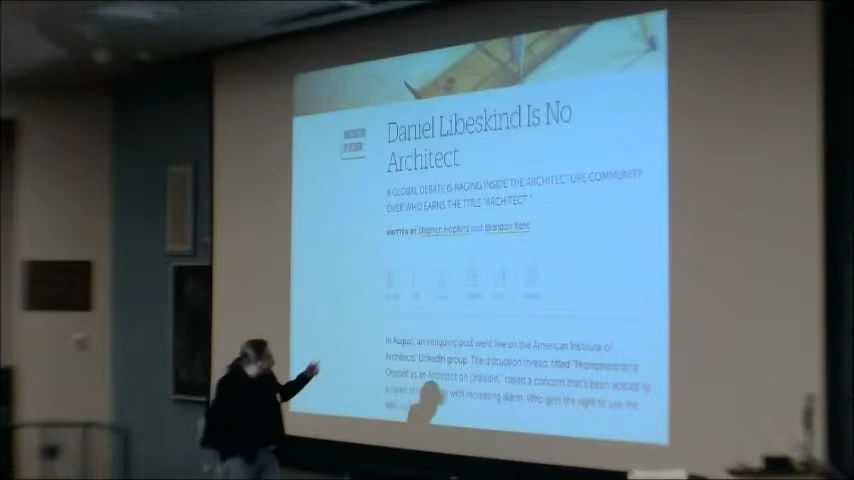 Daniel Libeskind Is No
Architect
A GLOBAL DEBATE IS RAGING INSIDE THE ARCHITECTURE COMMUNITY
OVER WHO EARNS THE TITLE "ARCHITECT."
WRITTEN BY Stephen Hopkins and Brandon
In August, an intriguing post went live on the American Institute of
Architects' LinkedIn group. The discussion thread, titled "Misrepresenting
Oneself as an Architect on LinkedIn," raised a concern that's been voiced by
with increasing alarm. Who gets the right to use the